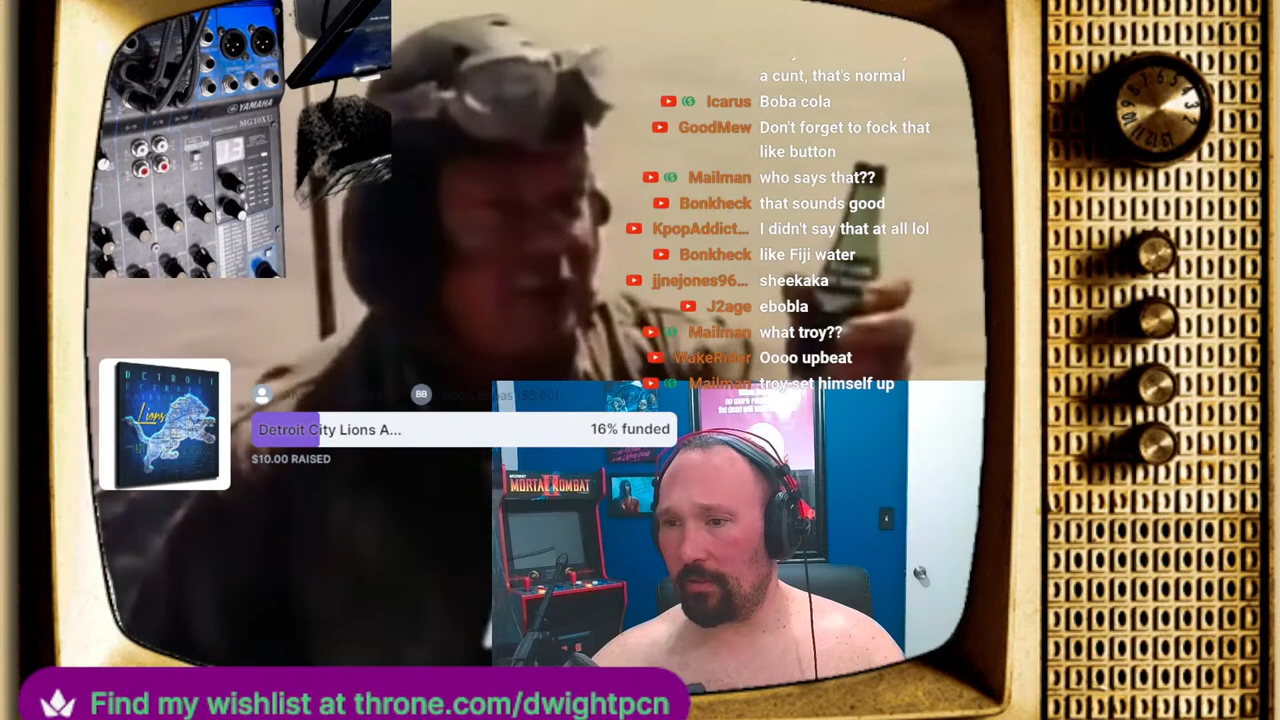 YAMAHA
MG10XU
a cunt, that's normal
Icarus Boba cola
GoodMew Don't forget to fock that
like button
Mailman who says that??
Bonkheck that sounds good
KpopAddict... I didn't say that at all lol
Bonkheck like Fiji water
jjnejones96... sheekaka
J2age ebobla
Mailman what troy??
WakeRider Oooo upbeat
Mailman troy set himself up
DETROIT
Lions
BB
Detroit City Lions A... 16% funded
$10.00 RAISED
MORTAL KOMBAT
Find my wishlist at throne.com/dwightpcn